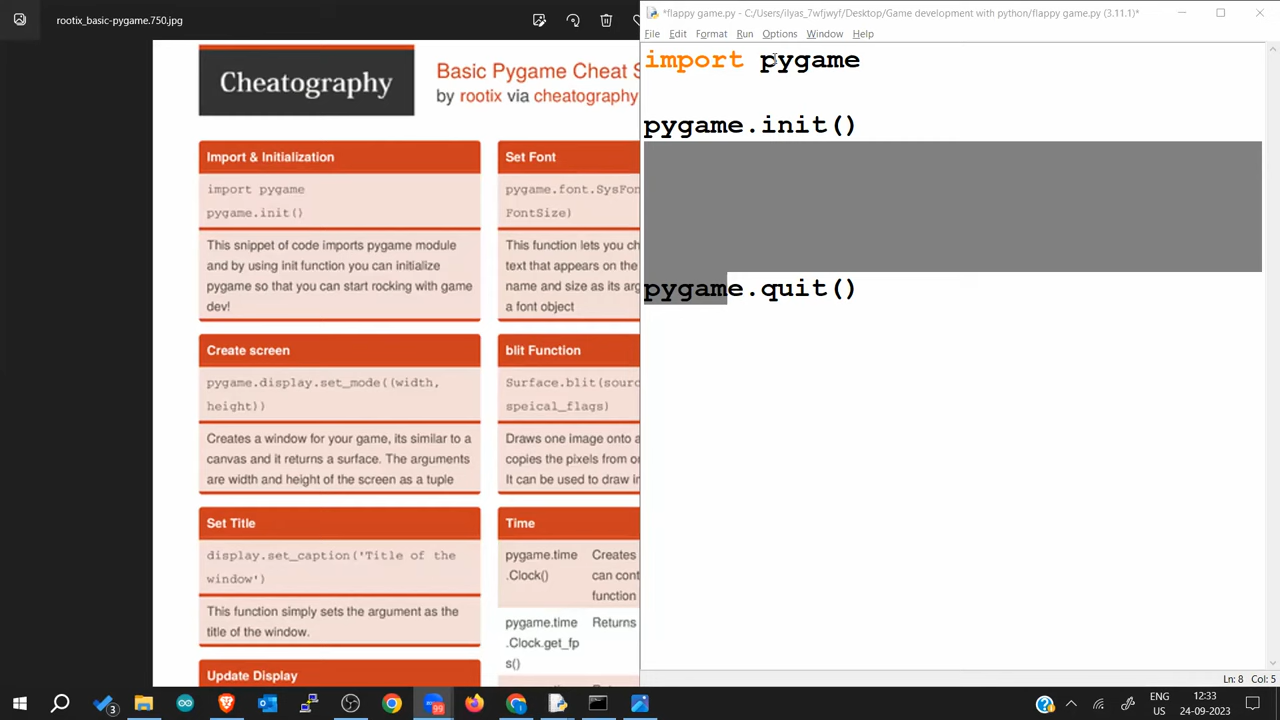 rootix_basic-pygame.750.jpg
Cheatography
Basic Pygame Cheat S
by rootix via cheatography
Import & Initialization
import pygame
pygame.init()
This snippet of code imports pygame module
and by using init function you can initialize
pygame so that you can start rocking with game
dev!
Create screen
pygame.display.set_mode((width,
height))
Creates a window for your game, its similar to a
canvas and it returns a surface. The arguments
are width and height of the screen as a tuple
Set Title
display.set_caption('Title of the
window')
This function simply sets the argument as the
title of the window.
Update Display
Set Font
pygame.font.SysFon
FontSize)
This function lets you ch
text that appears on the
name and size as its arg
a font object
blit Function
Surface.blit(sourc
speical_flags)
Draws one image onto a
copies the pixels from or
It can be used to draw in
Time
pygame.time Creates
.Clock() can cont
function
pygame.time Returns
.Clock.get_fp
s()
*flappy game.py - C:/Users/ilyas_7wfjwyf/Desktop/Game development with python/flappy game.py (3.11.1)*
File Edit Format Run Options Window Help
import pygame
pygame.init()
pygame.quit()
Ln: 8 Col: 5
3
99
ENG
US
12:33
24-09-2023